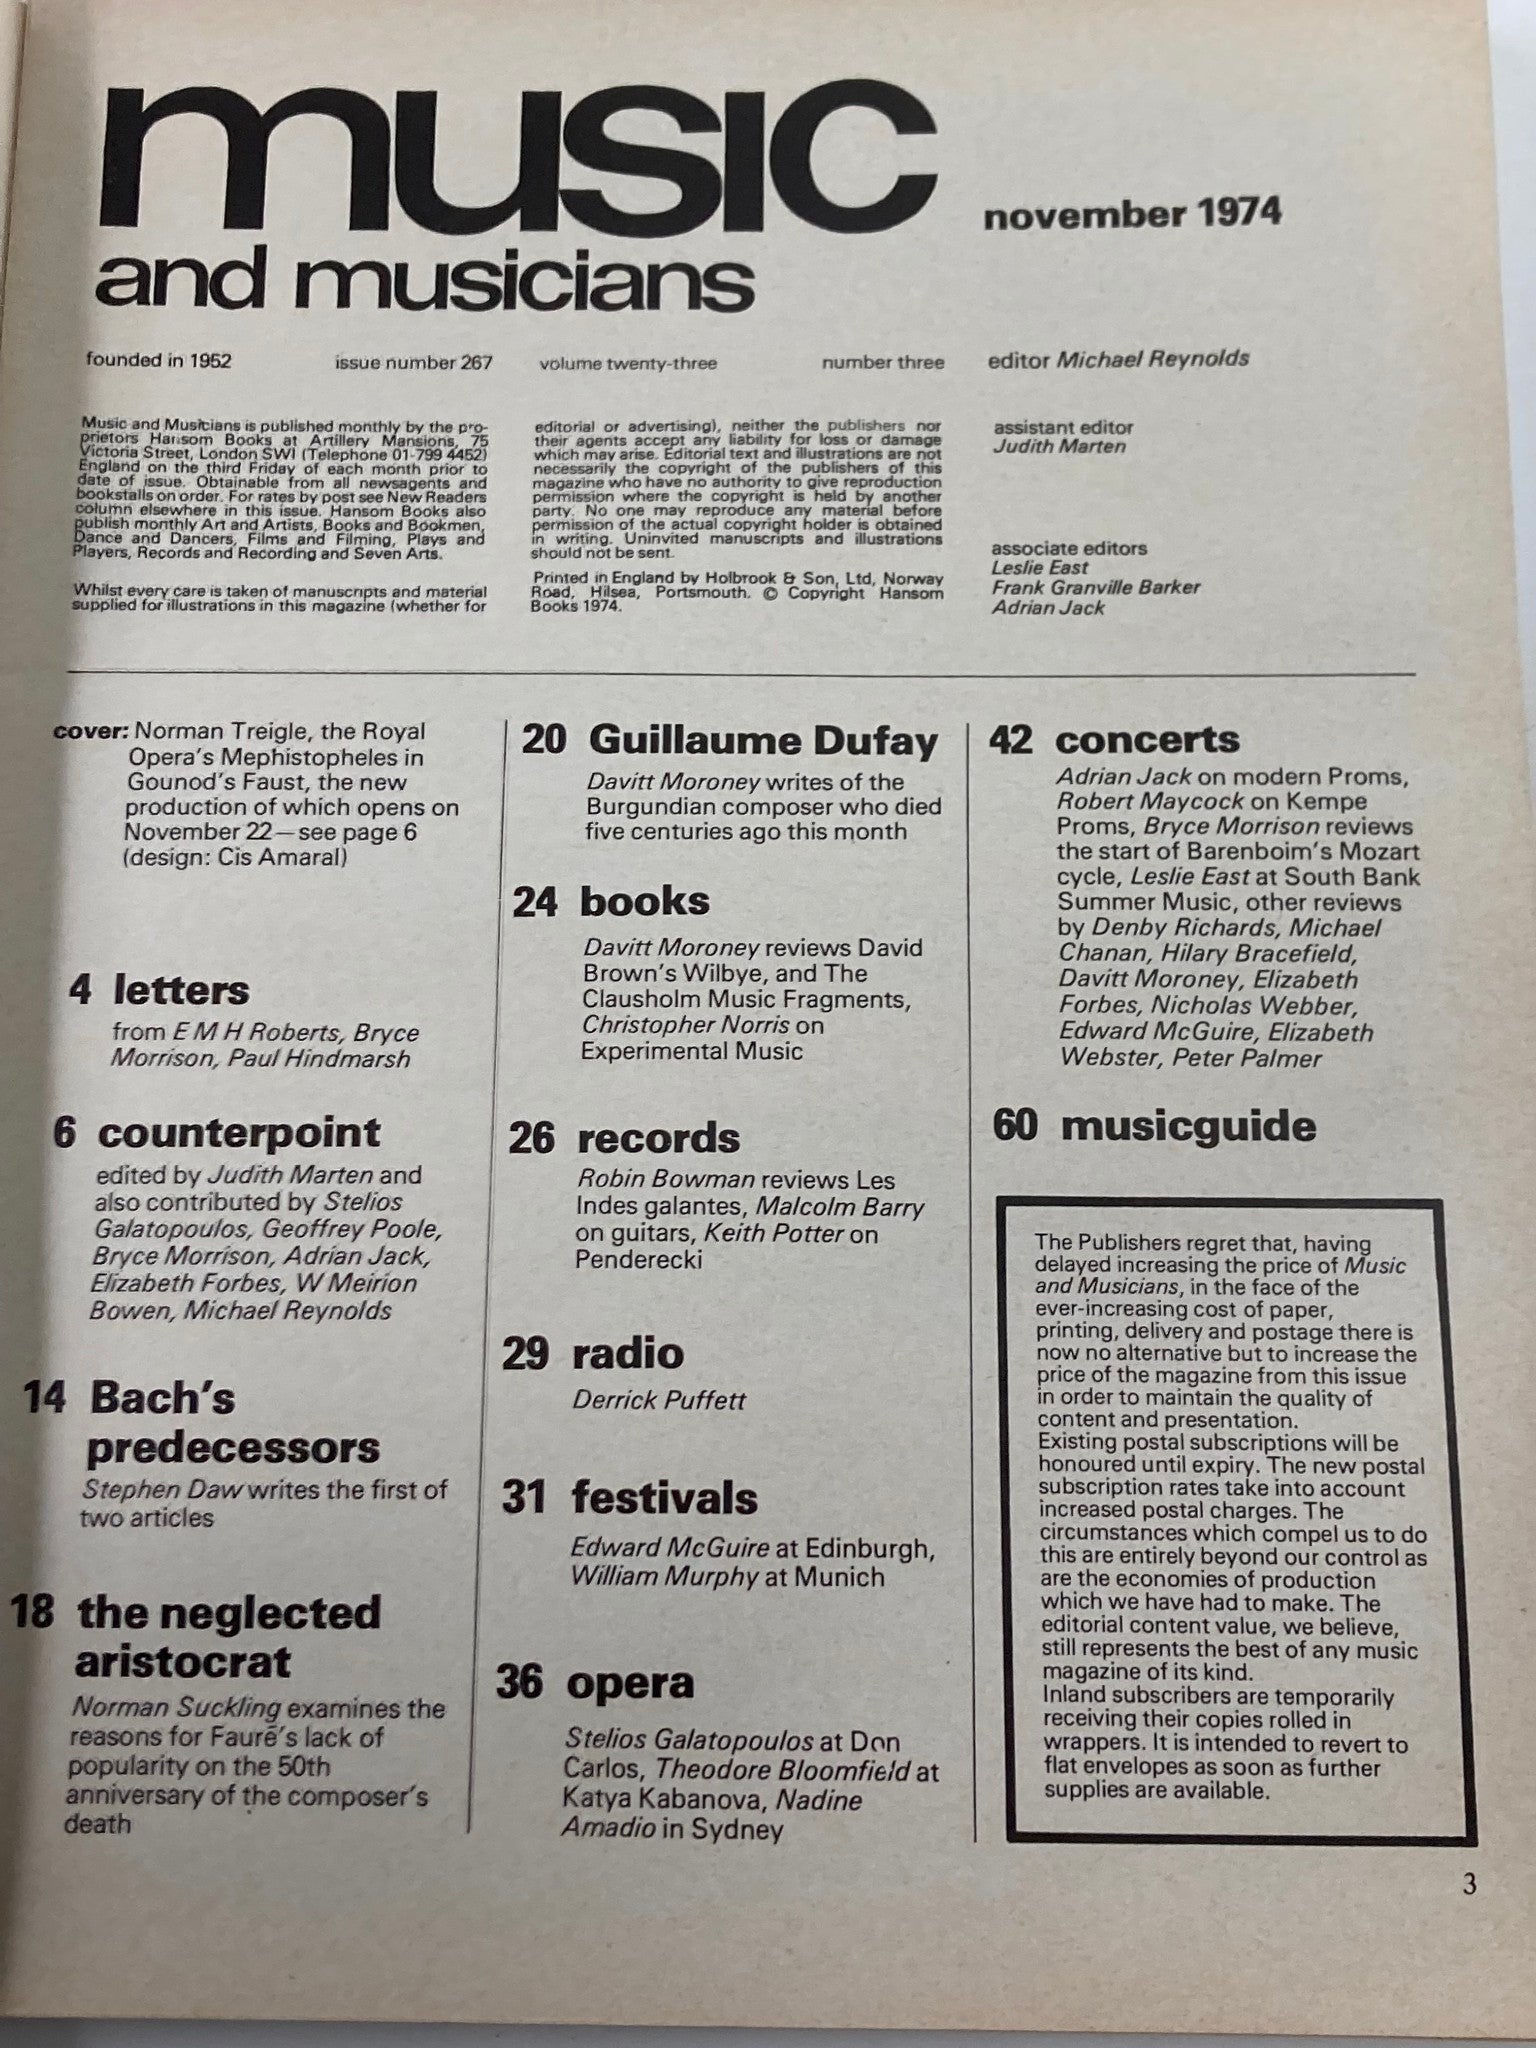 music
and musicians
november 1974
founded in 1952 issue number 267 volume twenty-three number three editor Michael Reynolds
Music and Musicians is published monthly by the pro-
prietors Hansom Books at Artillery Mansions, 75
Victoria Street, London SWI (Telephone 01-799 4452)
England on the third Friday of each month prior to
date of issue. Obtainable from all newsagents and
bookstalls on order. For rates by post see New Readers
column elsewhere in this issue. Hansom Books also
publish monthly Art and Artists, Books and Bookmen,
Dance and Dancers, Films and Filming, Plays and
Players, Records and Recording and Seven Arts.
Whilst every care is taken of manuscripts and material
supplied for illustrations in this magazine (whether for
editorial or advertising), neither the publishers nor
their agents accept any liability for loss or damage
which may arise. Editorial text and illustrations are not
necessarily the copyright of the publishers of this
magazine who have no authority to give reproduction
permission where the copyright is held by another
party. No one may reproduce any material before
permission of the actual copyright holder is obtained
in writing. Uninvited manuscripts and illustrations
should not be sent.
Printed in England by Holbrook & Son, Ltd, Norway
Road, Hilsea, Portsmouth. © Copyright Hansom
Books 1974.
assistant editor
Judith Marten
associate editors
Leslie East
Frank Granville Barker
Adrian Jack
cover: Norman Treigle, the Royal
Opera's Mephistopheles in
Gounod's Faust, the new
production of which opens on
November 22—see page 6
(design: Cis Amaral)
4 letters
from E M H Roberts, Bryce
Morrison, Paul Hindmarsh
6 counterpoint
edited by Judith Marten and
also contributed by Stelios
Galatopoulos, Geoffrey Poole,
Bryce Morrison, Adrian Jack,
Elizabeth Forbes, W Meirion
Bowen, Michael Reynolds
14 Bach's
predecessors
Stephen Daw writes the first of
two articles
18 the neglected
aristocrat
Norman Suckling examines the
reasons for Faurē's lack of
popularity on the 50th
anniversary of the composer's
death
20 Guillaume Dufay
Davitt Moroney writes of the
Burgundian composer who died
five centuries ago this month
24 books
Davitt Moroney reviews David
Brown's Wilbye, and The
Clausholm Music Fragments,
Christopher Norris on
Experimental Music
26 records
Robin Bowman reviews Les
Indes galantes, Malcolm Barry
on guitars, Keith Potter on
Penderecki
29 radio
Derrick Puffett
31 festivals
Edward McGuire at Edinburgh,
William Murphy at Munich
36 opera
Stelios Galatopoulos at Don
Carlos, Theodore Bloomfield at
Katya Kabanova, Nadine
Amadio in Sydney
42 concerts
Adrian Jack on modern Proms,
Robert Maycock on Kempe
Proms, Bryce Morrison reviews
the start of Barenboim's Mozart
cycle, Leslie East at South Bank
Summer Music, other reviews
by Denby Richards, Michael
Chanan, Hilary Bracefield,
Davitt Moroney, Elizabeth
Forbes, Nicholas Webber,
Edward McGuire, Elizabeth
Webster, Peter Palmer
60 musicguide
The Publishers regret that, having
delayed increasing the price of Music
and Musicians, in the face of the
ever-increasing cost of paper,
printing, delivery and postage there is
now no alternative but to increase the
price of the magazine from this issue
in order to maintain the quality of
content and presentation.
Existing postal subscriptions will be
honoured until expiry. The new postal
subscription rates take into account
increased postal charges. The
circumstances which compel us to do
this are entirely beyond our control as
are the economies of production
which we have had to make. The
editorial content value, we believe,
still represents the best of any music
magazine of its kind.
Inland subscribers are temporarily
receiving their copies rolled in
wrappers. It is intended to revert to
flat envelopes as soon as further
supplies are available.
3